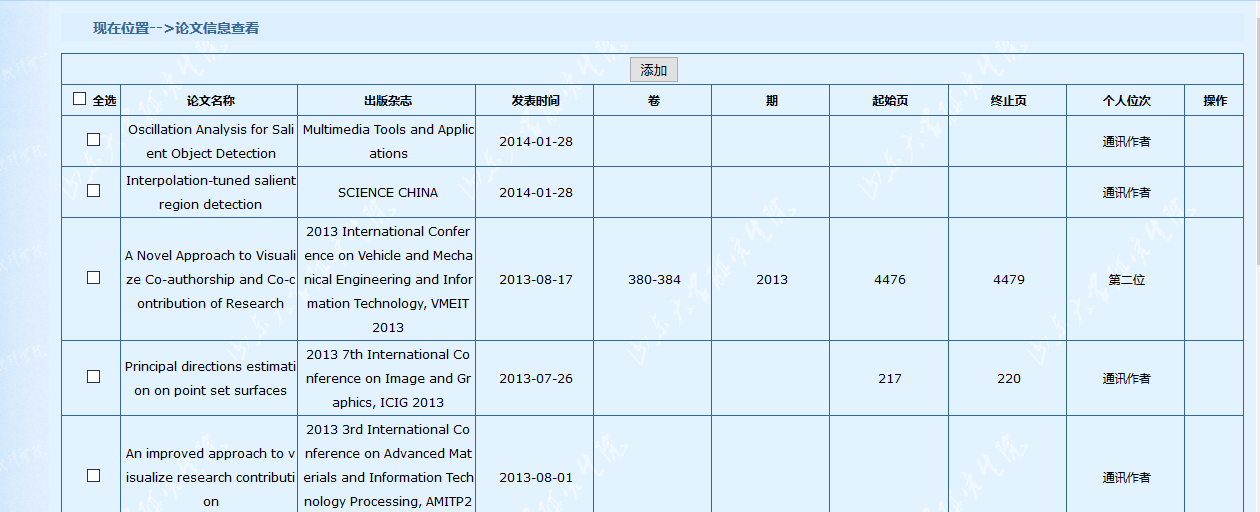 现在位置-->论文信息查看
添加
全选 论文名称 出版杂志 发表时间 卷 期 起始页 终止页 个人位次 操作
Oscillation Analysis for Sali
ent Object Detection
Multimedia Tools and Applic
ations
2014-01-28
通讯作者
Interpolation-tuned salient
region detection
SCIENCE CHINA
2014-01-28
通讯作者
A Novel Approach to Visuali
ze Co-authorship and Co-c
ontribution of Research
2013 International Confer
ence on Vehicle and Mecha
nical Engineering and Infor
mation Technology, VMEIT
2013
2013-08-17
380-384
2013
4476
4479
第二位
Principal directions estimati
on on point set surfaces
2013 7th International Co
nference on Image and Gr
aphics, ICIG 2013
2013-07-26
217
220
通讯作者
An improved approach to v
isualize research contributi
on
2013 3rd International Co
nference on Advanced Mat
erials and Information Tech
nology Processing, AMITP2
2013-08-01
通讯作者